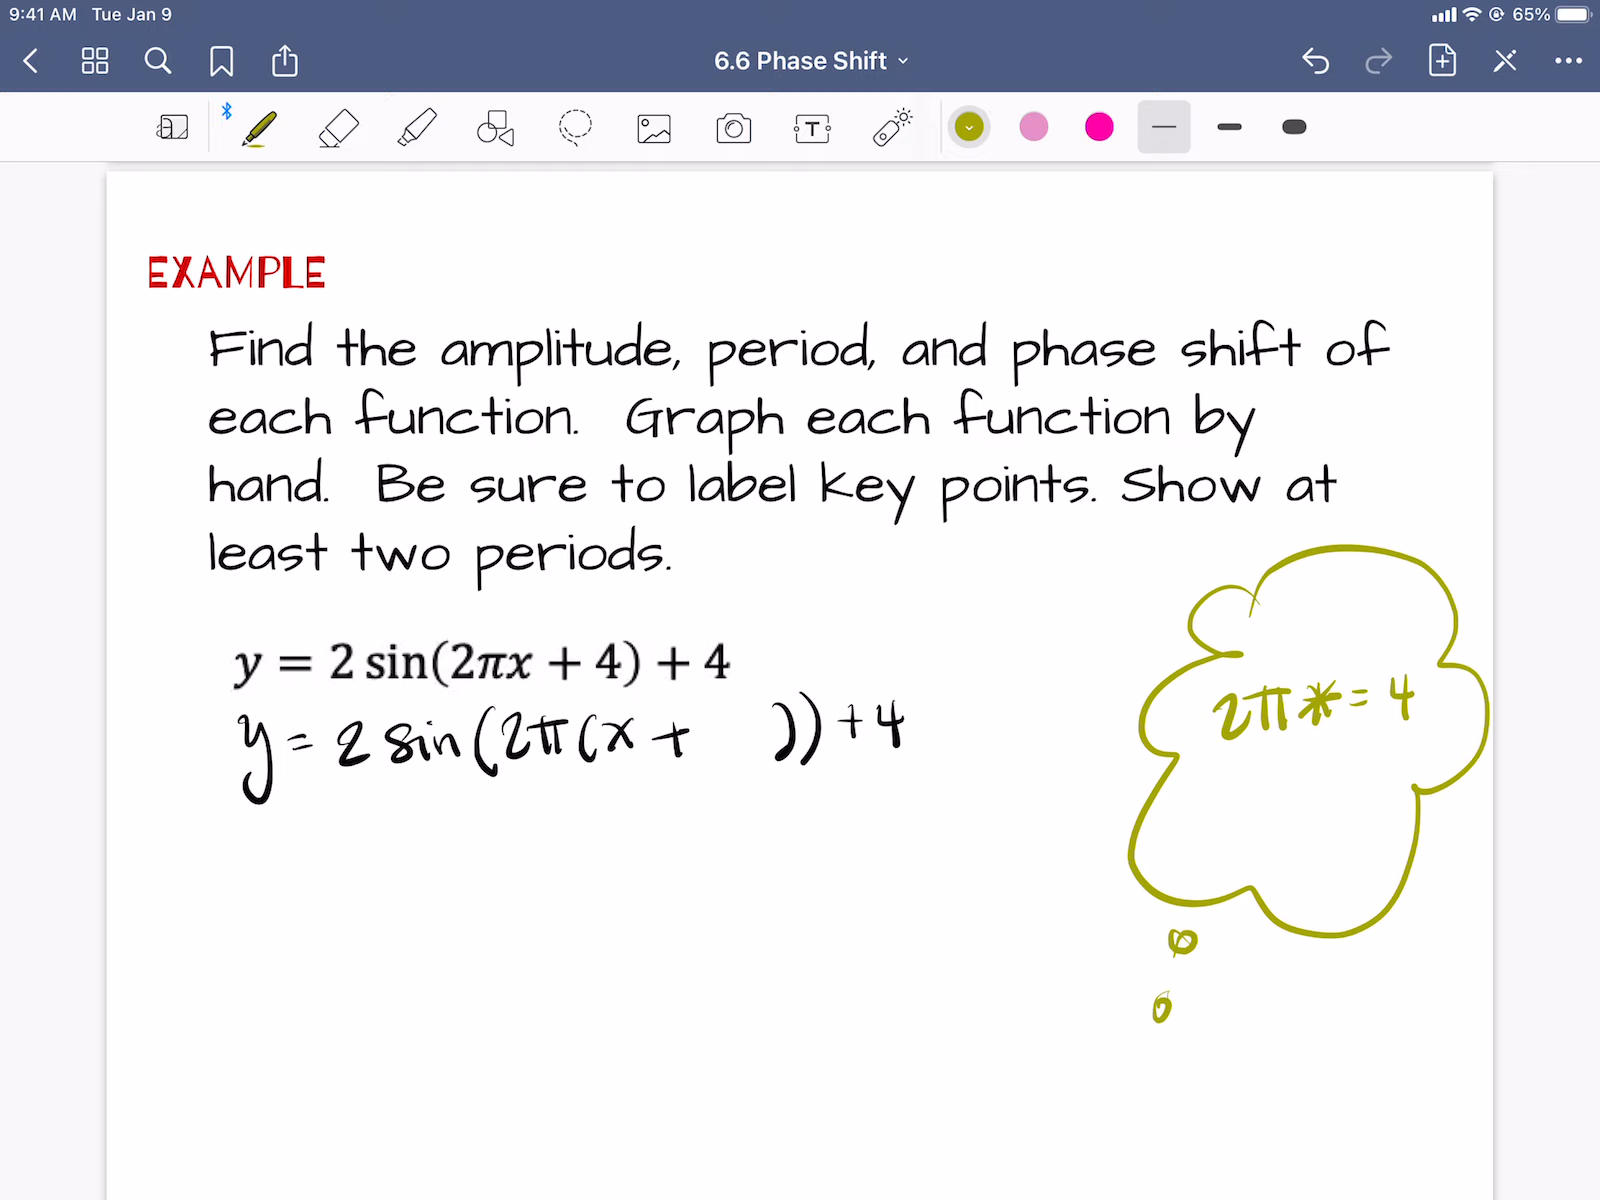 9:41 AM Tue Jan 9
65%
6.6 Phase Shift
T
EXAMPLE
Find the amplitude, period, and phase shift of
each function. Graph each function by
hand. Be sure to label key points. Show at
least two periods.
y = 2 sin(2πx + 4) + 4
y = 2 sin(2π(x + )) + 4
2π* = 4